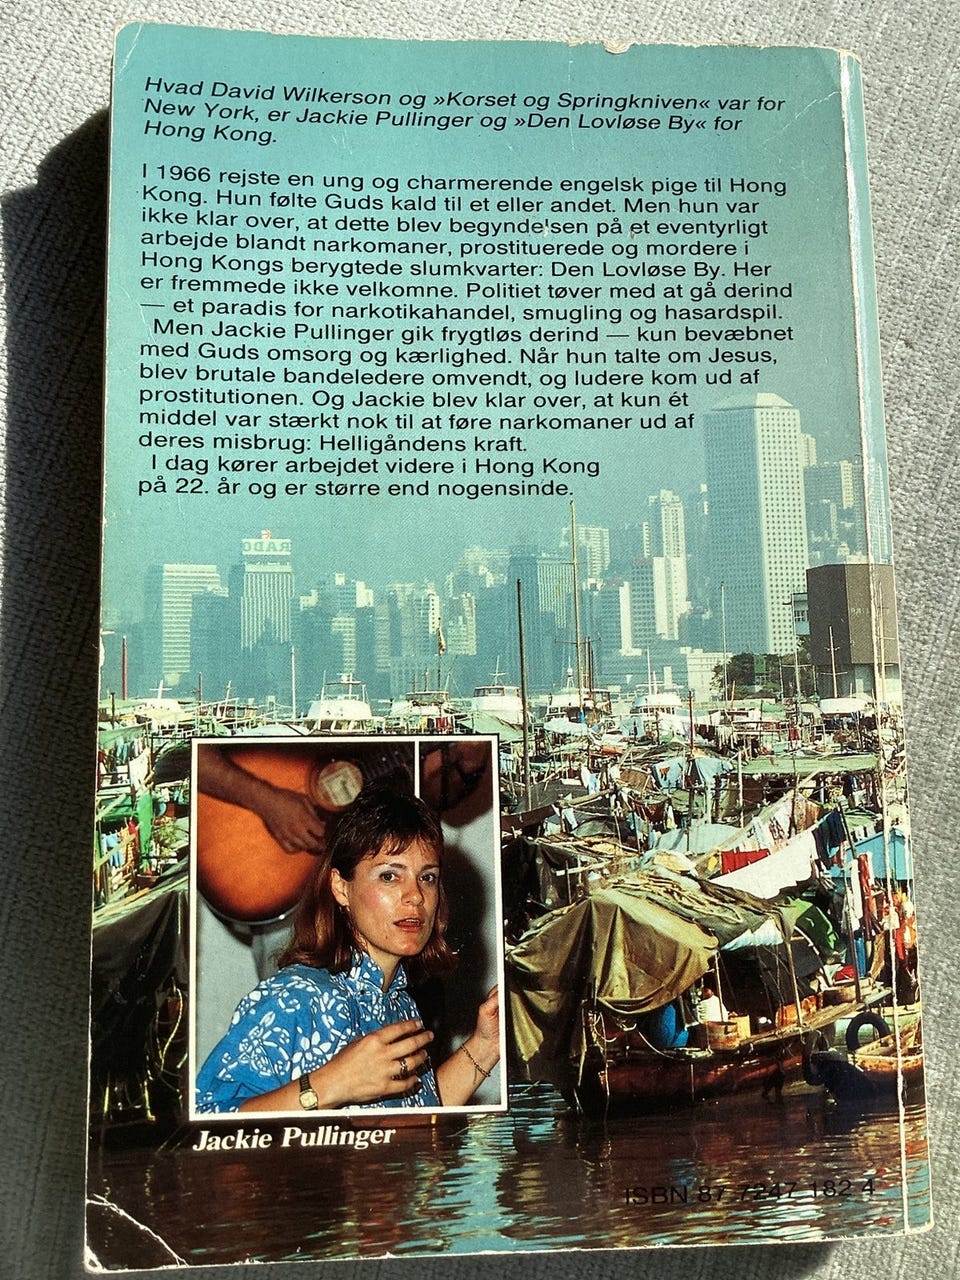 Hvad David Wilkerson og »Korset og Springkniven« var for
New York, er Jackie Pullinger og »Den Lovløse By« for
Hong Kong.
I 1966 rejste en ung og charmerende engelsk pige til Hong
Kong. Hun følte Guds kald til et eller andet. Men hun var
ikke klar over, at dette blev begyndelsen på et eventyrligt
arbejde blandt narkomaner, prostituerede og mordere i
Hong Kongs berygtede slumkvarter: Den Lovløse By. Her
er fremmede ikke velkomne. Politiet tøver med at gå derind
— et paradis for narkotikahandel, smugling og hasardspil.
Men Jackie Pullinger gik frygtløs derind — kun bevæbnet
med Guds omsorg og kærlighed. Når hun talte om Jesus,
blev brutale bandeledere omvendt, og ludere kom ud af
prostitutionen. Og Jackie blev klar over, at kun ét
middel var stærkt nok til at føre narkomaner ud af
deres misbrug: Helligåndens kraft.
I dag kører arbejdet videre i Hong Kong
på 22. år og er større end nogensinde.
RADO
Jackie Pullinger
ISBN 87 7247 182 4